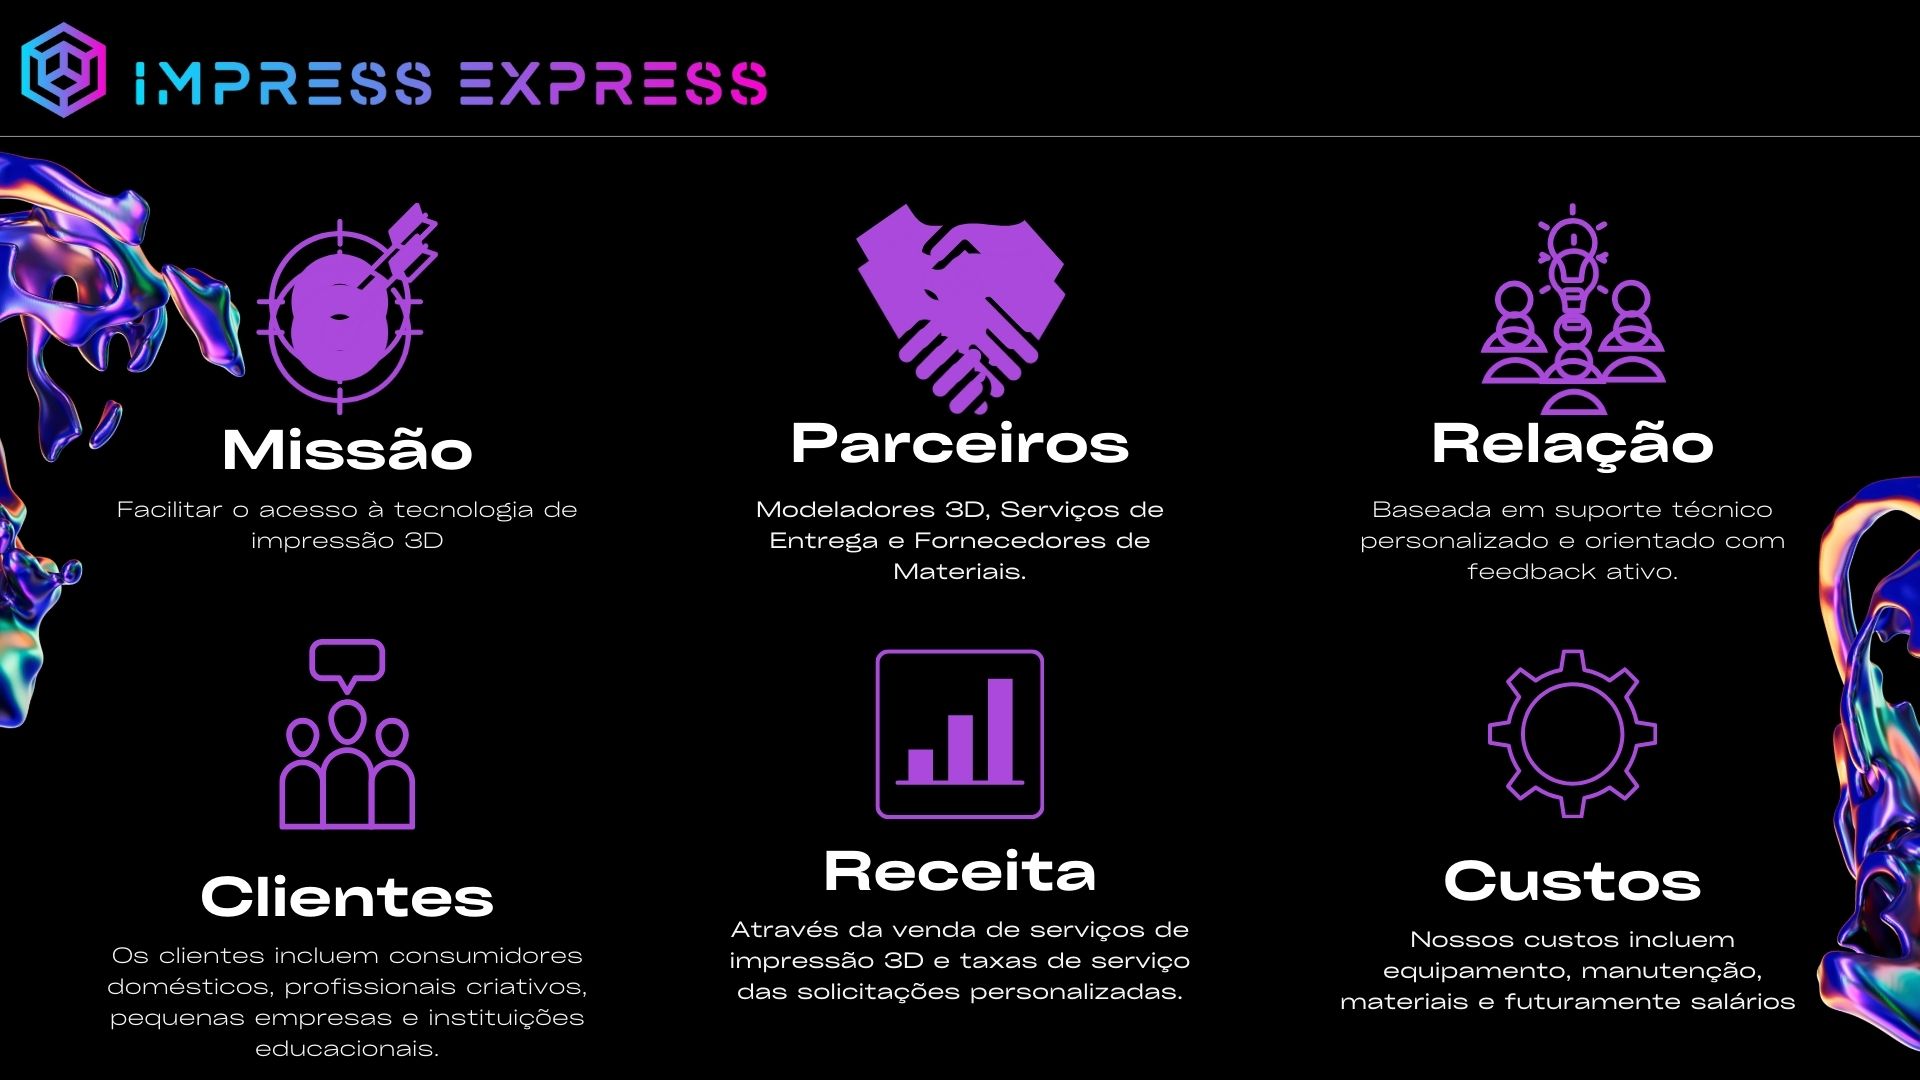 IMPRESS EXPRESS
Missão
Facilitar o acesso à tecnologia de
impressão 3D
Parceiros
Modeladores 3D, Serviços de
Entrega e Fornecedores de
Materiais.
Relação
Baseada em suporte técnico
personalizado e orientado com
feedback ativo.
Clientes
Os clientes incluem consumidores
domésticos, profissionais criativos,
pequenas empresas e instituições
educacionais.
Receita
Através da venda de serviços de
impressão 3D e taxas de serviço
das solicitações personalizadas.
Custos
Nossos custos incluem
equipamento, manutenção,
materiais e futuramente salários